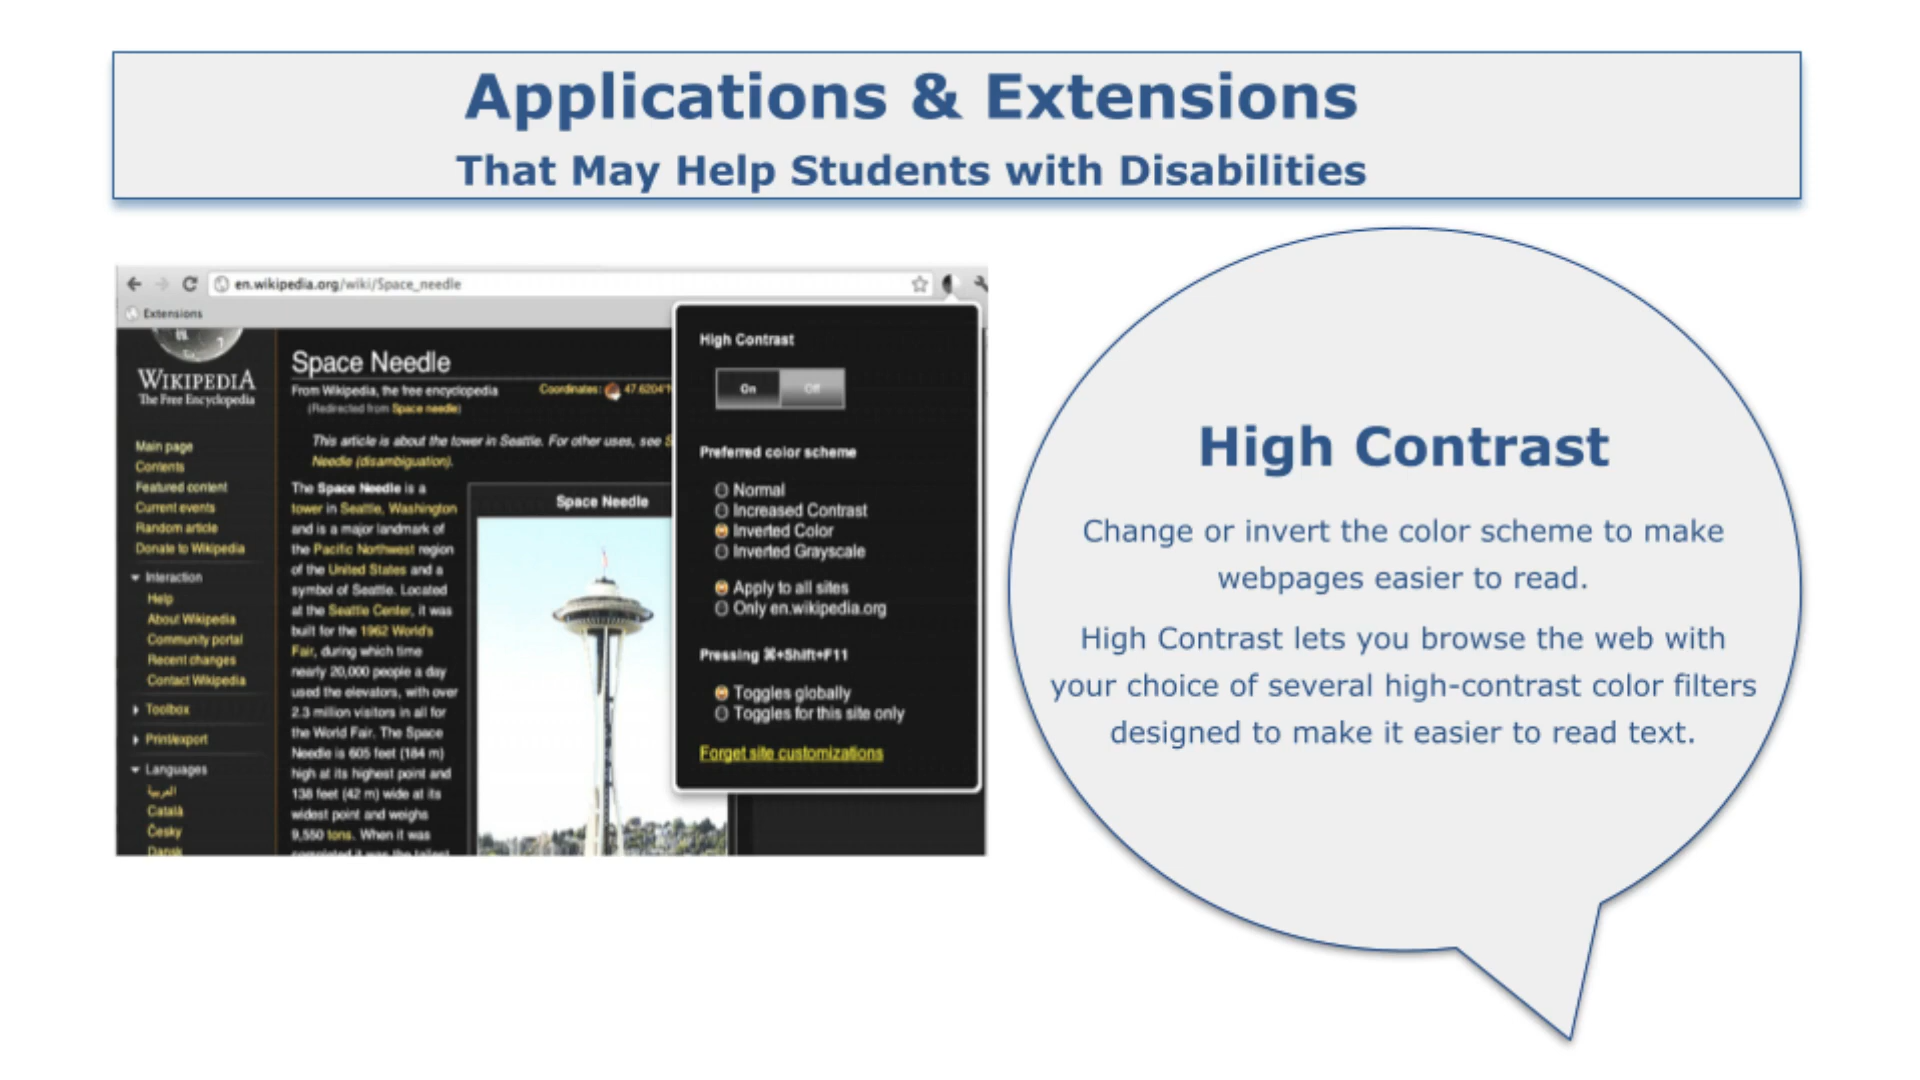 Applications & Extensions
That May Help Students with Disabilities
en.wikipedia.org/wiki/Space_needle
Extensions
WIKIPEDIA
The Free Encyclopedia
Main page
Contents
Featured content
Current events
Random article
Donate to Wikipedia
Interaction
Help
About Wikipedia
Community portal
Recent changes
Contact Wikipedia
Toolbox
Print/export
Languages
العربية
Català
Česky
Dansk
Space Needle
From Wikipedia, the free encyclopedia
Coordinates: 47.6204°
(Redirected from Space needle)
This article is about the tower in Seattle. For other uses, see
Needle (disambiguation).
The Space Needle is a
tower in Seattle, Washington
and is a major landmark of
the Pacific Northwest region
of the United States and a
symbol of Seattle. Located
at the Seattle Center, it was
built for the 1962 World's
Fair, during which time
nearly 20,000 people a day
used the elevators, with over
2.3 million visitors in all for
the World Fair. The Space
Needle is 605 feet (184 m)
high at its highest point and
138 feet (42 m) wide at its
widest point and weighs
9,550 tons. When it was
completed it was the tallest
Space Needle
High Contrast
On Off
Preferred color scheme
Normal
Increased Contrast
Inverted Color
Inverted Grayscale
Apply to all sites
Only en.wikipedia.org
Pressing ⌘+Shift+F11
Toggles globally
Toggles for this site only
Forget site customizations
High Contrast
Change or invert the color scheme to make
webpages easier to read.
High Contrast lets you browse the web with
your choice of several high-contrast color filters
designed to make it easier to read text.